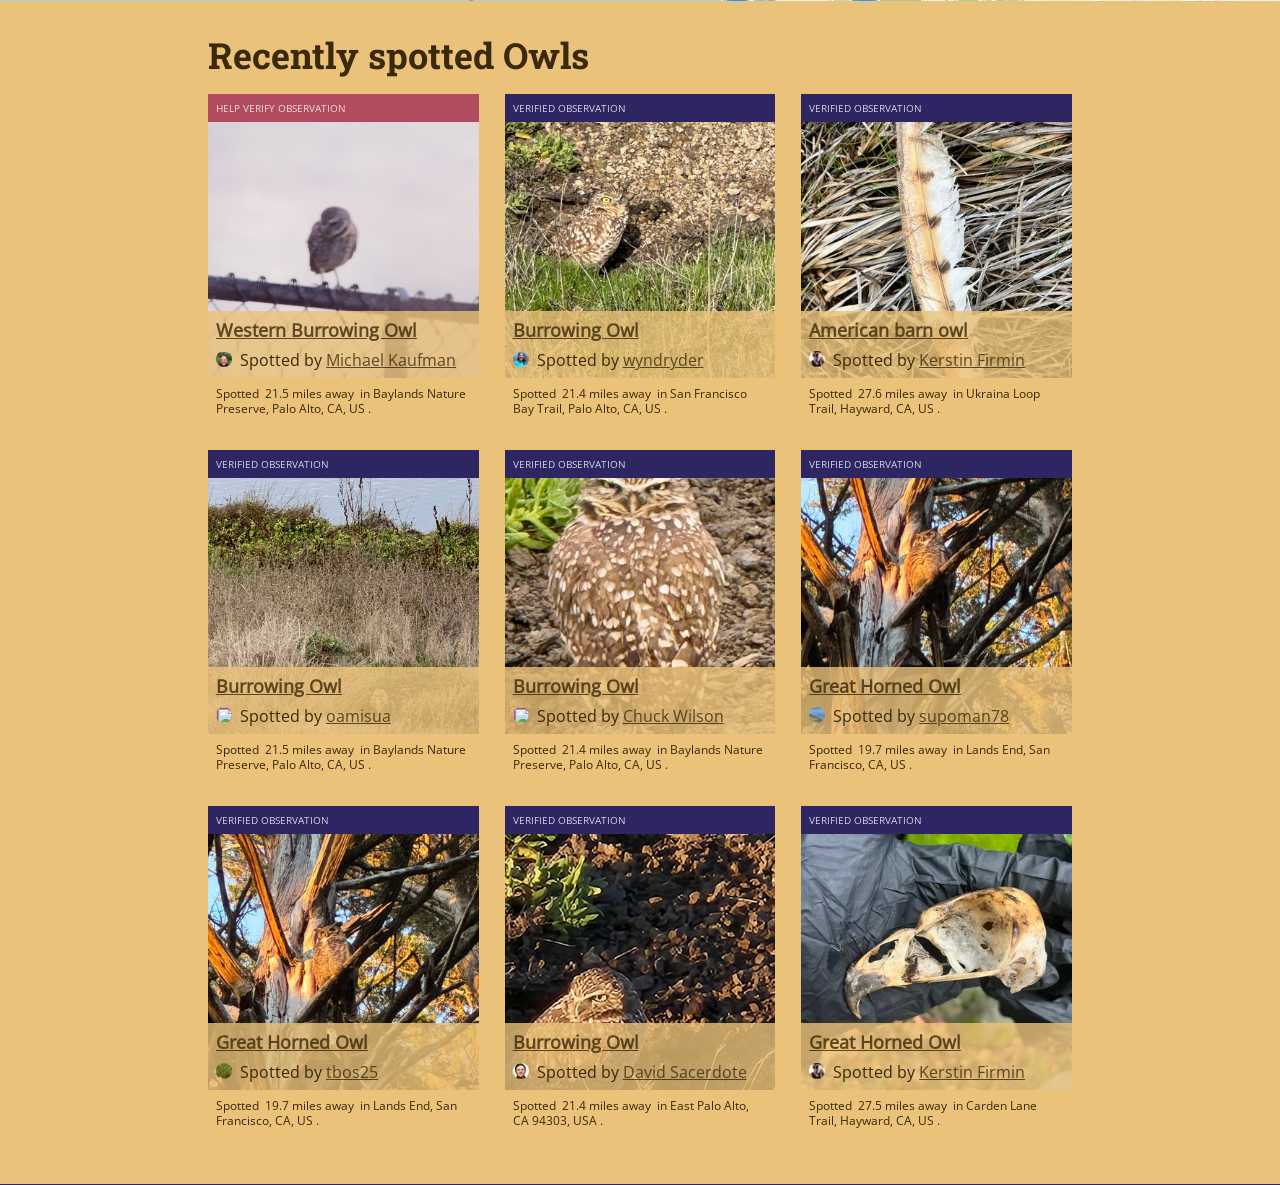 Recently spotted Owls
HELP VERIFY OBSERVATION
Western Burrowing Owl
Spotted by Michael Kaufman
Spotted 21.5 miles away in Baylands Nature
Preserve, Palo Alto, CA, US .
VERIFIED OBSERVATION
Burrowing Owl
Spotted by wyndryder
Spotted 21.4 miles away in San Francisco
Bay Trail, Palo Alto, CA, US .
VERIFIED OBSERVATION
American barn owl
Spotted by Kerstin Firmin
Spotted 27.6 miles away in Ukraina Loop
Trail, Hayward, CA, US .
VERIFIED OBSERVATION
Burrowing Owl
Spotted by oamisua
Spotted 21.5 miles away in Baylands Nature
Preserve, Palo Alto, CA, US .
VERIFIED OBSERVATION
Burrowing Owl
Spotted by Chuck Wilson
Spotted 21.4 miles away in Baylands Nature
Preserve, Palo Alto, CA, US .
VERIFIED OBSERVATION
Great Horned Owl
Spotted by supoman78
Spotted 19.7 miles away in Lands End, San
Francisco, CA, US .
VERIFIED OBSERVATION
Great Horned Owl
Spotted by tbos25
Spotted 19.7 miles away in Lands End, San
Francisco, CA, US .
VERIFIED OBSERVATION
Burrowing Owl
Spotted by David Sacerdote
Spotted 21.4 miles away in East Palo Alto,
CA 94303, USA .
VERIFIED OBSERVATION
Great Horned Owl
Spotted by Kerstin Firmin
Spotted 27.5 miles away in Carden Lane
Trail, Hayward, CA, US .